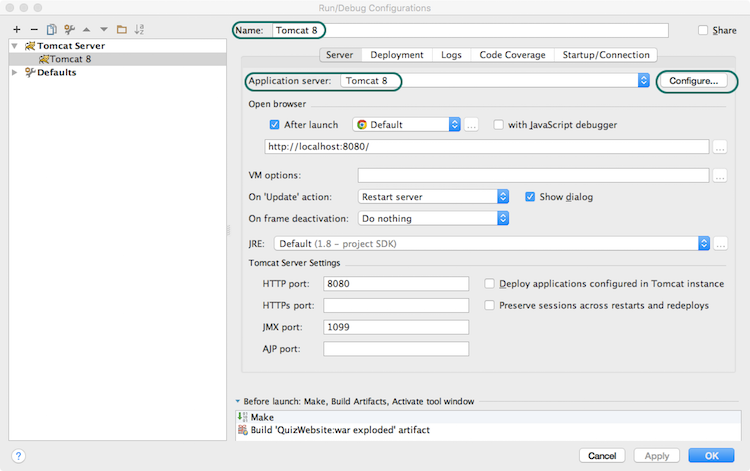 Run/Debug Configurations
Name: Tomcat 8
Share
Tomcat Server
Tomcat 8
Defaults
Server Deployment Logs Code Coverage Startup/Connection
Application server: Tomcat 8 Configure...
Open browser
After launch Default ... with JavaScript debugger
http://localhost:8080/ ...
VM options: ...
On 'Update' action: Restart server Show dialog
On frame deactivation: Do nothing
JRE: Default (1.8 – project SDK) ...
Tomcat Server Settings
HTTP port: 8080 Deploy applications configured in Tomcat instance
HTTPs port: Preserve sessions across restarts and redeploys
JMX port: 1099
AJP port:
Before launch: Make, Build Artifacts, Activate tool window
Make
Build 'QuizWebsite:war exploded' artifact
? Cancel Apply OK